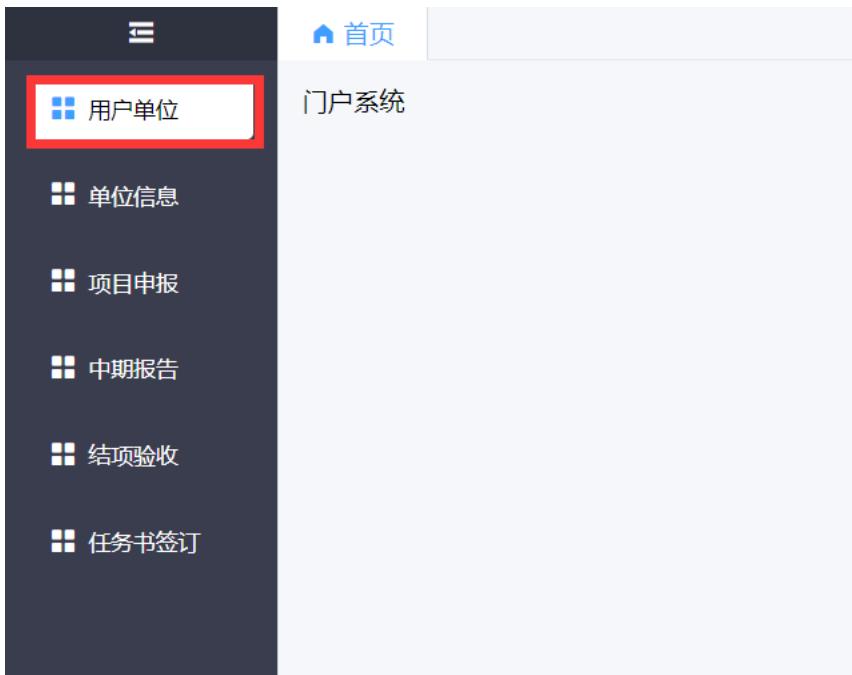 首页
用户单位
门户系统
单位信息
项目申报
中期报告
结项验收
任务书签订